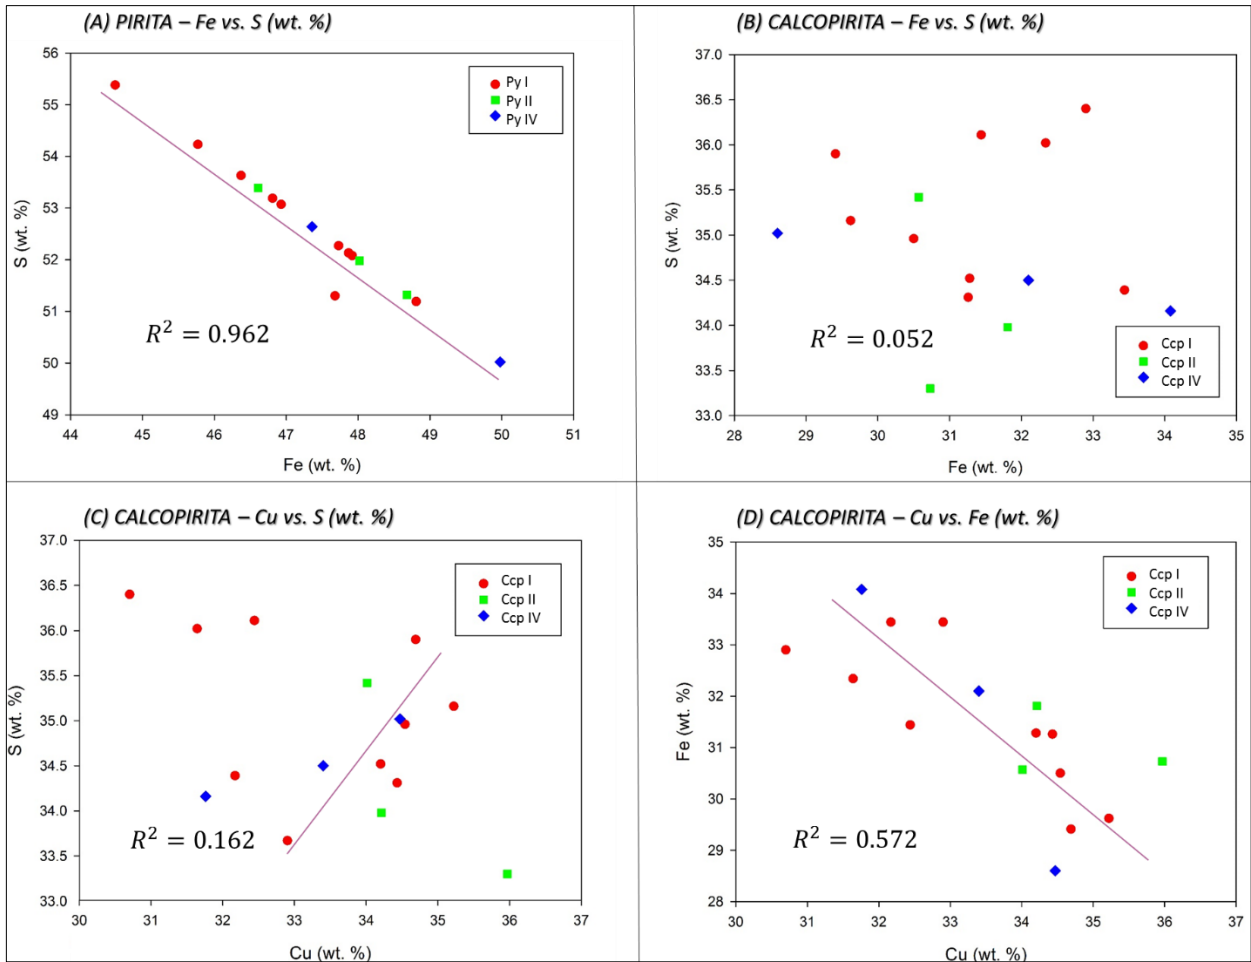 (A) PIRITA – Fe vs. S (wt. %)
56
55
54
53
52
51
50
49
S (wt. %)
Py I
Py II
Py IV
R² = 0.962
44 45 46 47 48 49 50 51
Fe (wt. %)
(B) CALCOPIRITA – Fe vs. S (wt. %)
37.0
36.5
36.0
35.5
35.0
34.5
34.0
33.5
33.0
S (wt. %)
R² = 0.052
Ccp I
Ccp II
Ccp IV
28 29 30 31 32 33 34 35
Fe (wt. %)
(C) CALCOPIRITA – Cu vs. S (wt. %)
37.0
36.5
36.0
35.5
35.0
34.5
34.0
33.5
33.0
S (wt. %)
Ccp I
Ccp II
Ccp IV
R² = 0.162
30 31 32 33 34 35 36 37
Cu (wt. %)
(D) CALCOPIRITA – Cu vs. Fe (wt. %)
35
34
33
32
31
30
29
28
Fe (wt. %)
Ccp I
Ccp II
Ccp IV
R² = 0.572
30 31 32 33 34 35 36 37
Cu (wt. %)